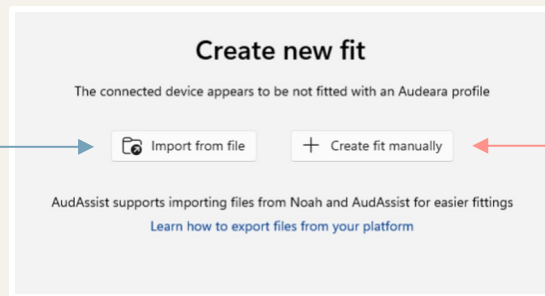 Create new fit
The connected device appears to be not fitted with an Audeara profile
Import from file
Create fit manually
AudAssist supports importing files from Noah and AudAssist for easier fittings
Learn how to export files from your platform